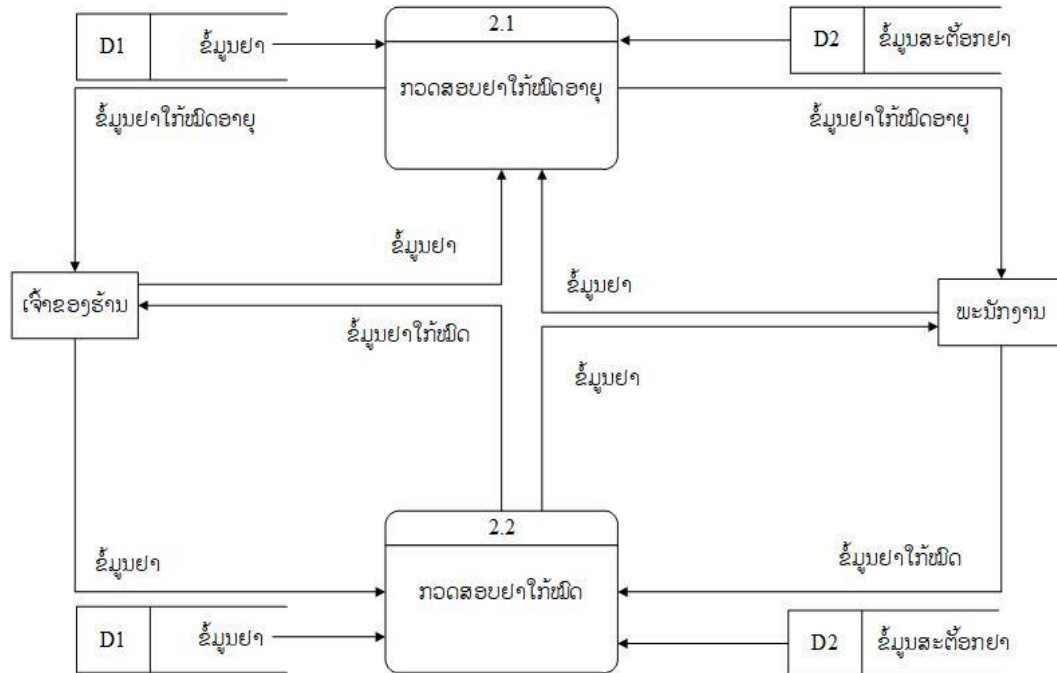 D1
ຂໍ້ມູນຢາ
2.1
D2
ຂໍ້ມູນສະຕ໊ອກຢາ
ກວດສອບຢາໃກ້ໝົດອາຍຸ
ຂໍ້ມູນຢາໃກ້ໝົດອາຍຸ
ຂໍ້ມູນຢາໃກ້ໝົດອາຍຸ
ຂໍ້ມູນຢາ
ຂໍ້ມູນຢາ
ເຈົ້າຂອງຮ້ານ
ພະນັກງານ
ຂໍ້ມູນຢາໃກ້ໝົດ
ຂໍ້ມູນຢາ
2.2
ຂໍ້ມູນຢາ
ຂໍ້ມູນຢາໃກ້ໝົດ
ກວດສອບຢາໃກ້ໝົດ
D1
ຂໍ້ມູນຢາ
D2
ຂໍ້ມູນສະຕ໊ອກຢາ